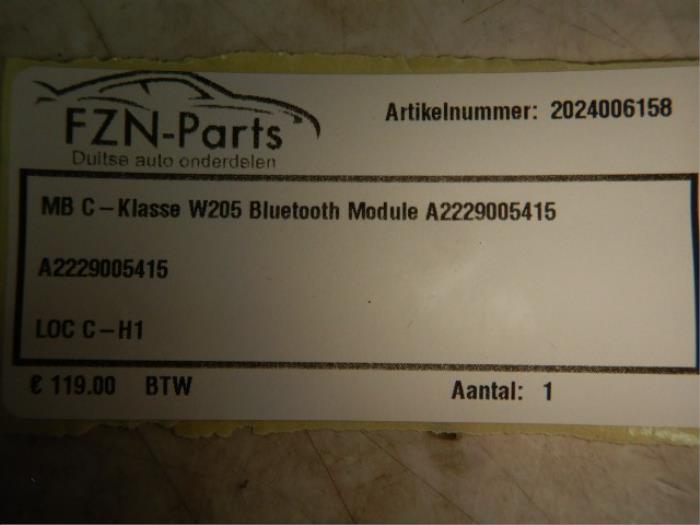 FZN-Parts
Duitse auto onderdelen
Artikelnummer: 2024006158
MB C-Klasse W205 Bluetooth Module A2229005415
A2229005415
LOC C-H1
€ 119.00 BTW
Aantal: 1